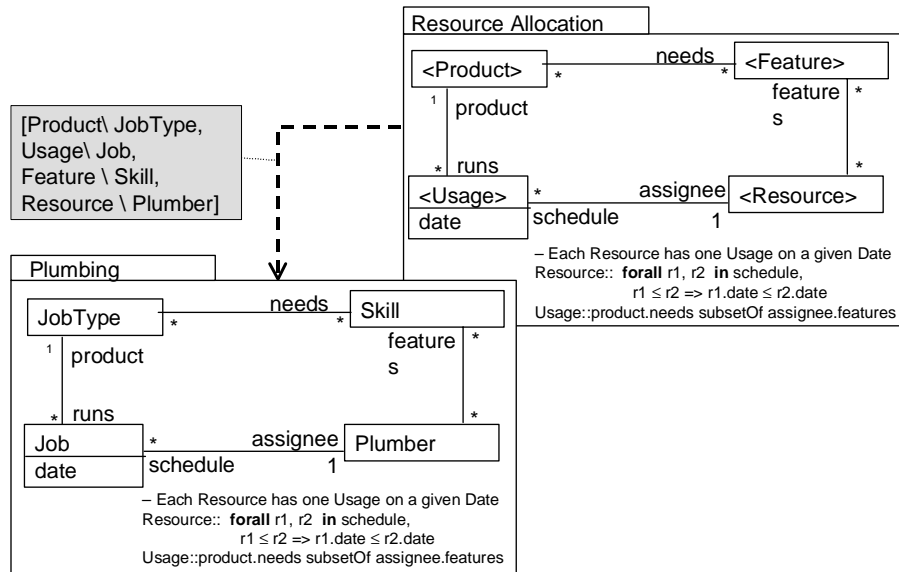 Resource Allocation
<Product>
needs
<Feature>
*
*
1
product
feature
s
*
[Product\ JobType,
Usage\ Job,
Feature \ Skill,
Resource \ Plumber]
*
runs
*
<Usage>
*
assignee
<Resource>
date
schedule
1
– Each Resource has one Usage on a given Date
Resource:: forall r1, r2 in schedule,
r1 ≤ r2 => r1.date ≤ r2.date
Usage::product.needs subsetOf assignee.features
Plumbing
JobType
needs
Skill
*
*
1
product
feature
s
*
*
runs
*
Job
*
assignee
Plumber
date
schedule
1
– Each Resource has one Usage on a given Date
Resource:: forall r1, r2 in schedule,
r1 ≤ r2 => r1.date ≤ r2.date
Usage::product.needs subsetOf assignee.features